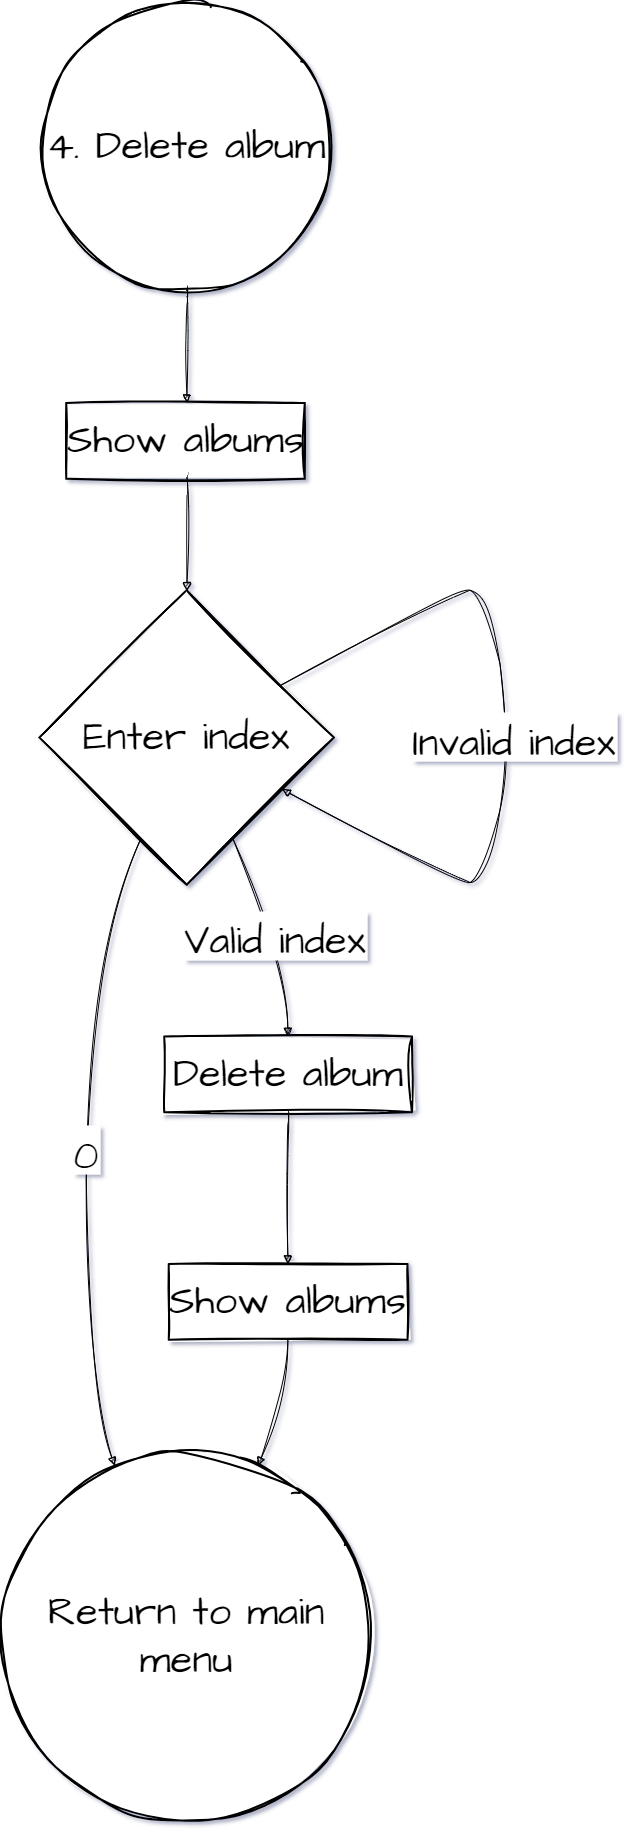 4. Delete album
Show albums
Enter index
Invalid index
Valid index
Delete album
0
Show albums
Return to main
menu